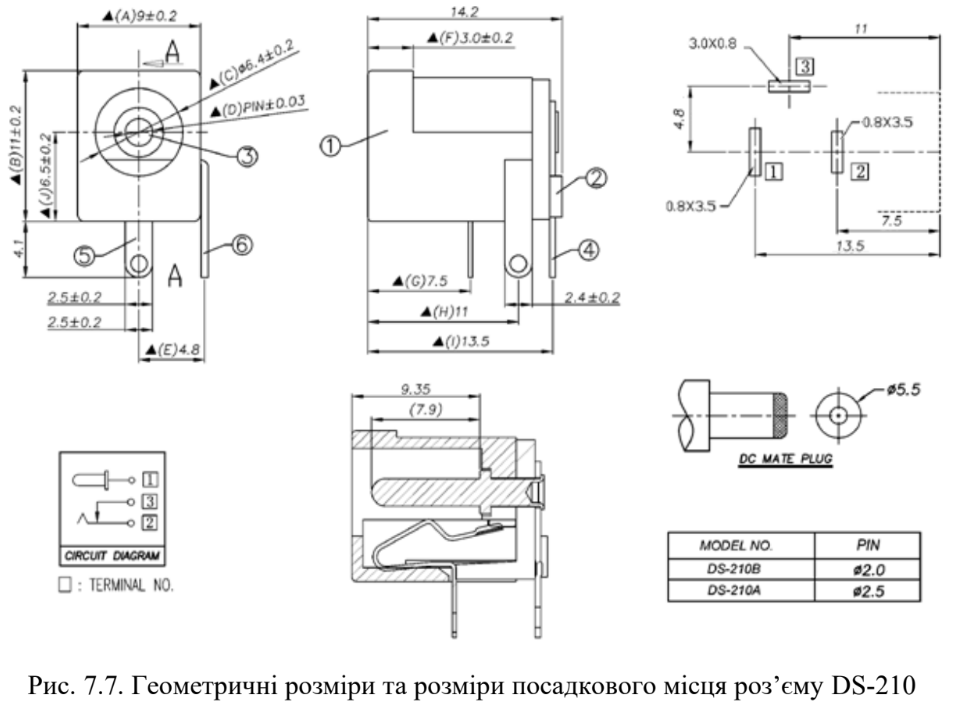 ▲(A)9±0.2
A
▲(C)ø6.4±0.2
▲(D)PIN±0.03
▲(B)11±0.2
▲(J)6.5±0.2
4.1
③
⑤
⑥
A
2.5±0.2
2.5±0.2
▲(E)4.8
14.2
▲(F)3.0±0.2
①
②
④
▲(G)7.5
▲(H)11
▲(I)13.5
2.4±0.2
11
3.0X0.8
3
4.8
0.8X3.5
1
2
0.8X3.5
7.5
13.5
9.35
(7.9)
ø5.5
DC MATE PLUG
1
3
2
CIRCUIT DIAGRAM
□ : TERMINAL NO.
MODEL NO. PIN
DS-210B ø2.0
DS-210A ø2.5
Рис. 7.7. Геометричні розміри та розміри посадкового місця роз’єму DS-210